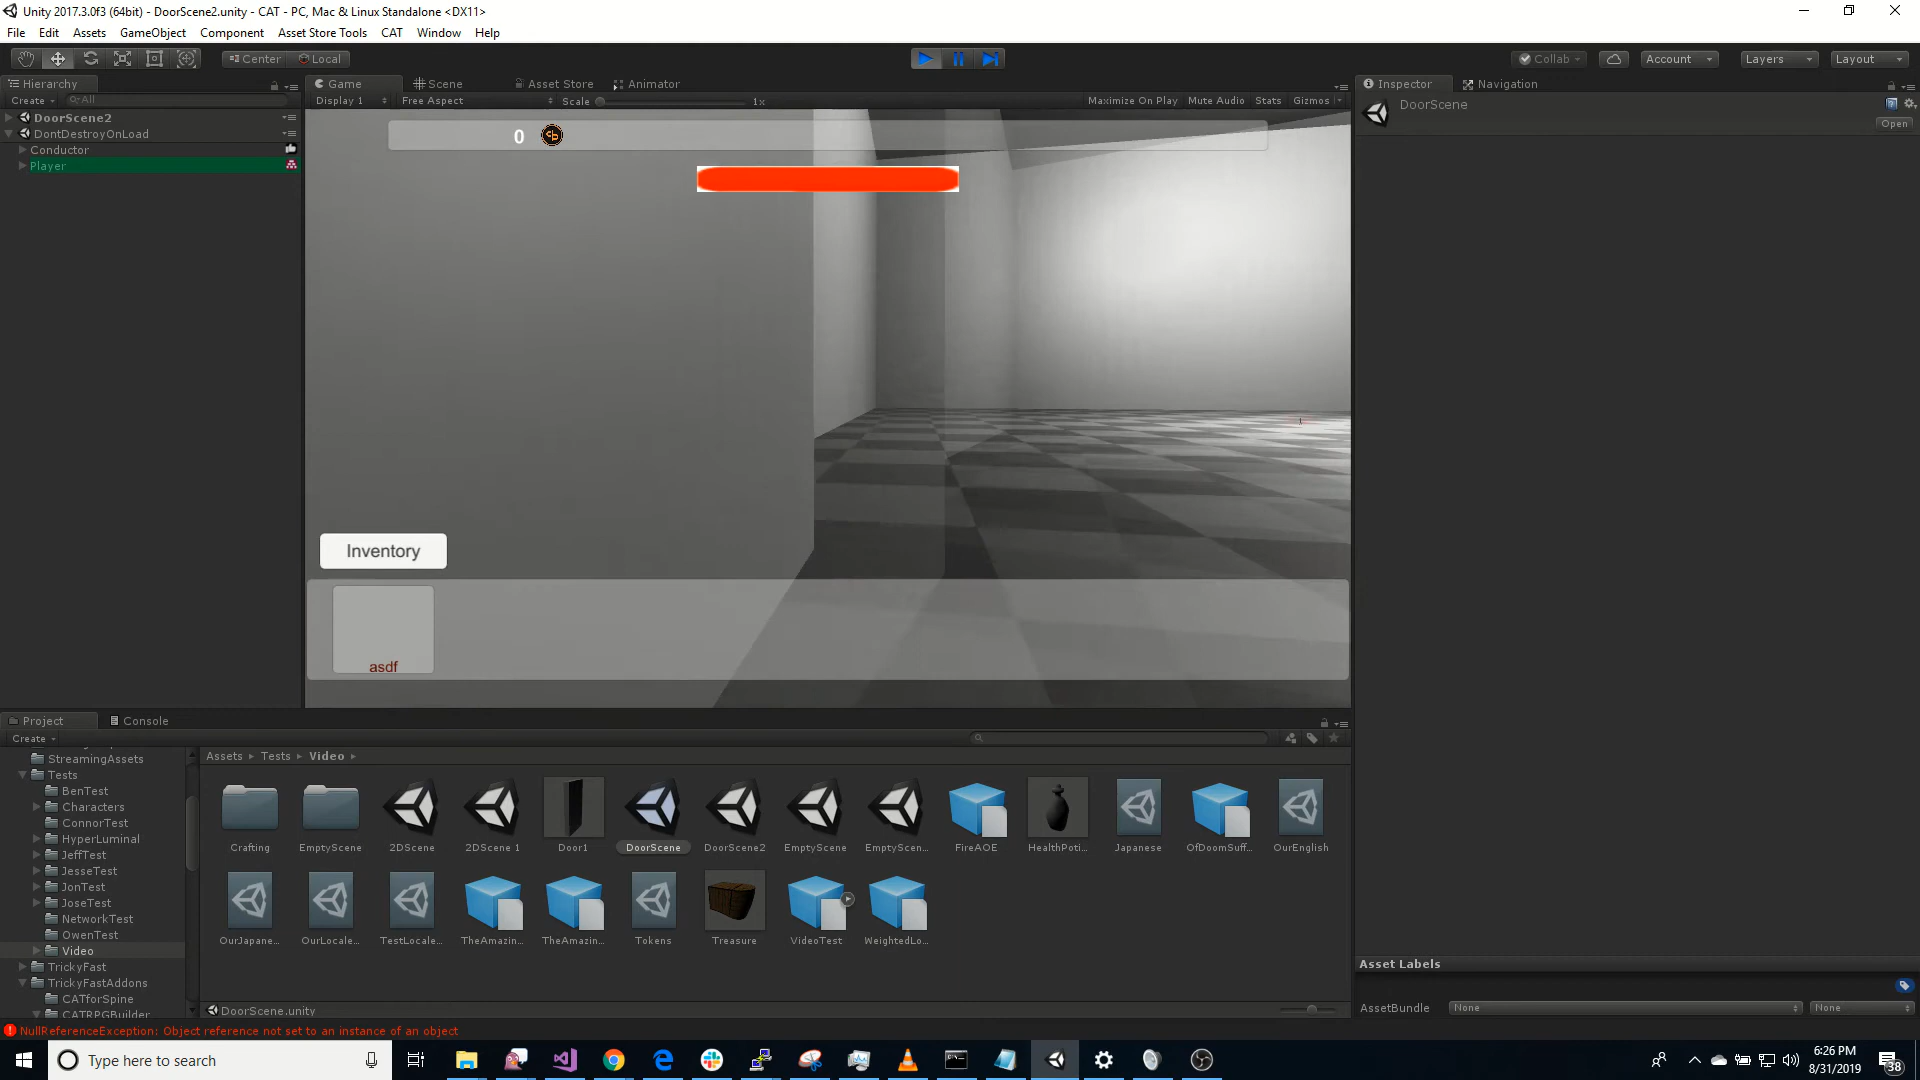 Unity 2017.3.0f3 (64bit) - DoorScene2.unity - CAT - PC, Mac & Linux Standalone <DX11>
File Edit Assets GameObject Component Asset Store Tools CAT Window Help
Center Local Collab Account Layers Layout
Hierarchy
Create All
DoorScene2
DontDestroyOnLoad
Conductor
Player
Game Scene Asset Store Animator
Display 1 Free Aspect Scale 1x Maximize On Play Mute Audio Stats Gizmos
0
Inventory
asdf
Inspector Navigation
DoorScene
Open
Project Console
Create
StreamingAssets
Tests
BenTest
Characters
ConnorTest
HyperLuminal
JeffTest
JesseTest
JonTest
JoseTest
NetworkTest
OwenTest
Video
TrickyFast
TrickyFastAddons
CATforSpine
CATRPGBuilder
Assets Tests Video
Crafting EmptyScene 2DScene 2DScene 1 Door1 DoorScene DoorScene2 EmptyScene EmptyScen... FireAOE HealthPoti... Japanese OfDoomSuff... OurEnglish
OurJapane... OurLocale... TestLocale... TheAmazin... TheAmazin... Tokens Treasure VideoTest WeightedLo...
DoorScene.unity
Asset Labels
AssetBundle None None
NullReferenceException: Object reference not set to an instance of an object
Type here to search
6:26 PM
8/31/2019
38